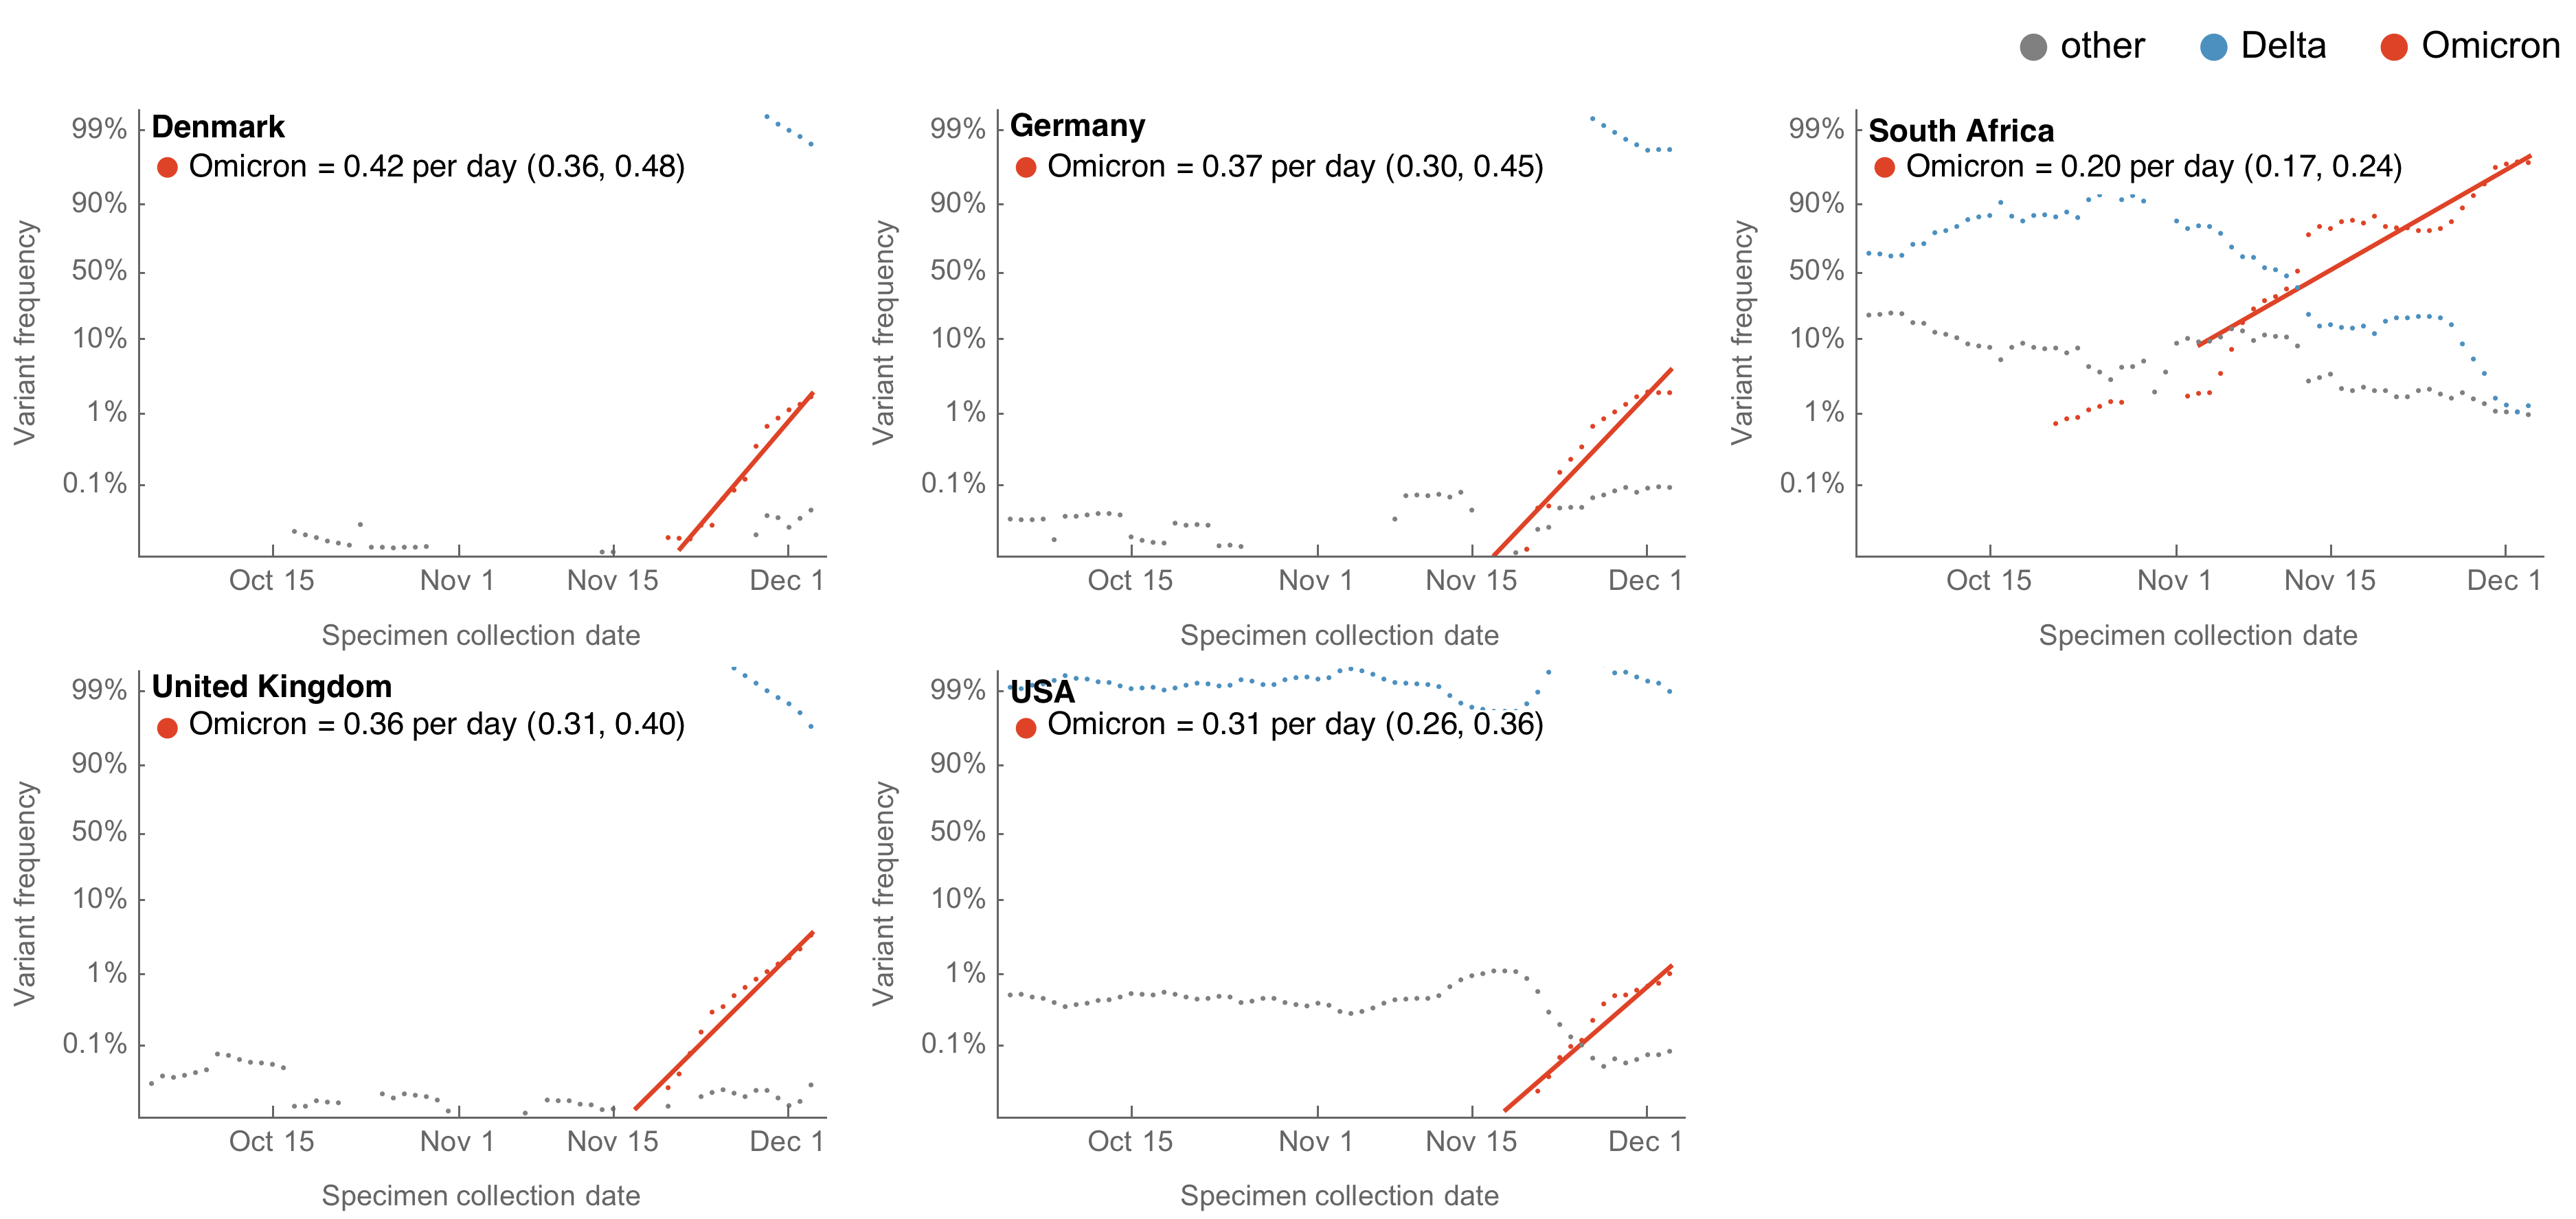 other Delta Omicron
Denmark
Omicron = 0.42 per day (0.36, 0.48)
99%
90%
50%
10%
1%
0.1%
Variant frequency
Oct 15 Nov 1 Nov 15 Dec 1
Specimen collection date
Germany
Omicron = 0.37 per day (0.30, 0.45)
99%
90%
50%
10%
1%
0.1%
Variant frequency
Oct 15 Nov 1 Nov 15 Dec 1
Specimen collection date
South Africa
Omicron = 0.20 per day (0.17, 0.24)
99%
90%
50%
10%
1%
0.1%
Variant frequency
Oct 15 Nov 1 Nov 15 Dec 1
Specimen collection date
United Kingdom
Omicron = 0.36 per day (0.31, 0.40)
99%
90%
50%
10%
1%
0.1%
Variant frequency
Oct 15 Nov 1 Nov 15 Dec 1
Specimen collection date
USA
Omicron = 0.31 per day (0.26, 0.36)
99%
90%
50%
10%
1%
0.1%
Variant frequency
Oct 15 Nov 1 Nov 15 Dec 1
Specimen collection date